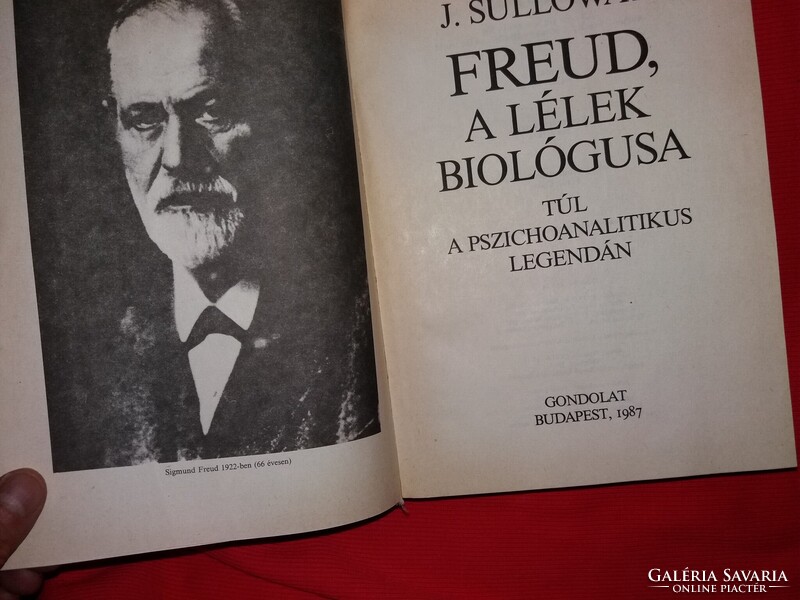 Sigmund Freud 1922-ben (66 évesen)
J. SULLOWAY
FREUD,
A LÉLEK
BIOLÓGUSA
TÚL
A PSZICHOANALITIKUS
LEGENDÁN
GONDOLAT
BUDAPEST, 1987
GALÉRIA SAVARIA
ONLINE PIACTÉR